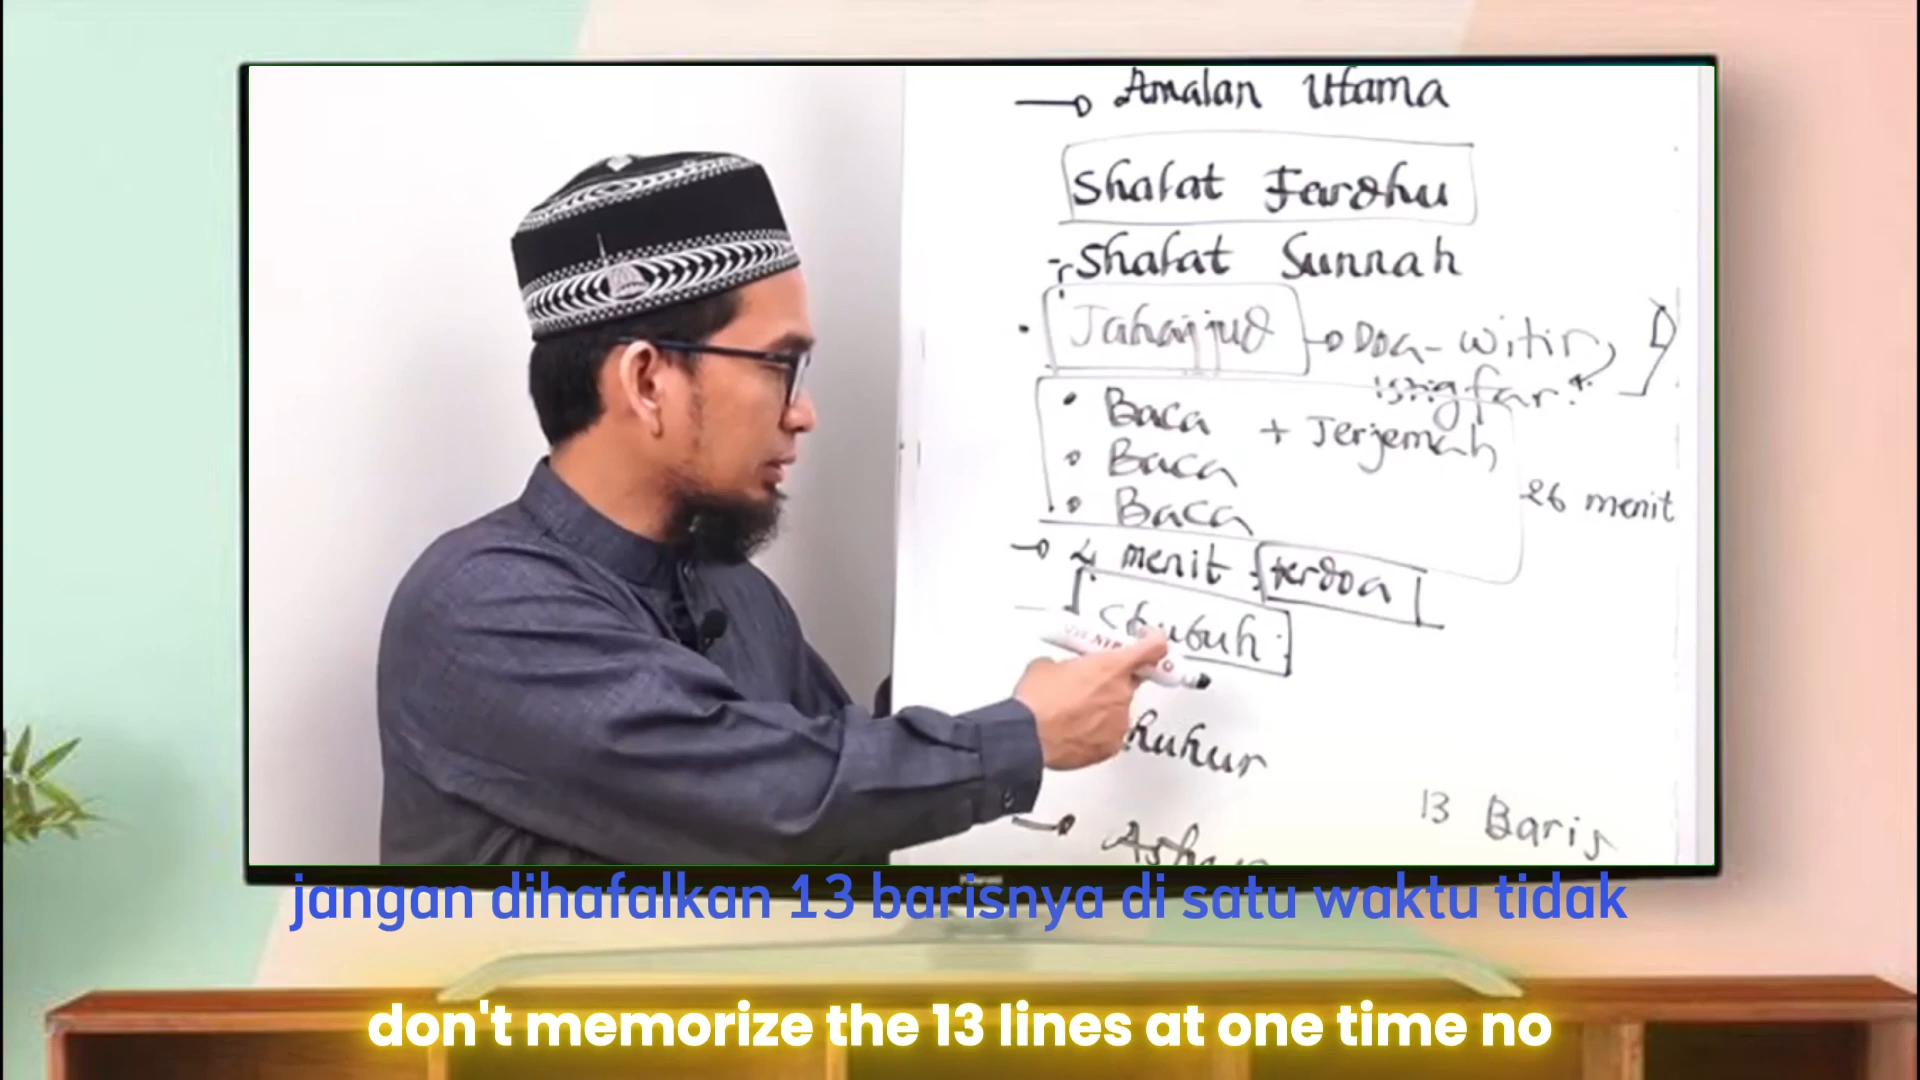 Amalan Utama
Shalat Fardhu
Shalat Sunnah
Tahajjud Doa - witir,
istigfar.
Baca + Terjemah
Baca
Baca
26 menit
4 menit berdoa
Shubuh
huhur
13 Baris
Ashar
jangan dihafalkan 13 barisnya di satu waktu tidak
don't memorize the 13 lines at one time no